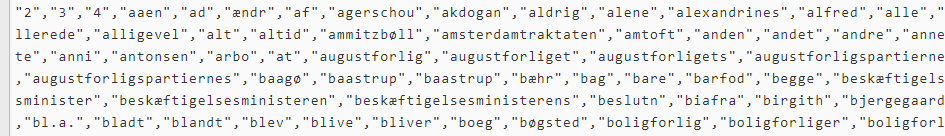 "2","3","4","aaen","ad","ændr","af","agerschou","akdogan","aldrig","alene","alexandrines","alfred","alle","
llerede","alligevel","alt","altid","ammitzbøll","amsterdamtraktaten","amtoft","anden","andet","andre","anne
te","anni","antonsen","arbo","at","augustforlig","augustforliget","augustforligets","augustforligspartierne
,"augustforligspartiernes","baagø","baastrup","baastrup","bæhr","bag","bare","barfod","begge","beskæftigels
sminister","beskæftigelsesministeren","beskæftigelsesministerens","beslutn","biafra","birgith","bjergegaard
,"bl.a.","bladt","blandt","blev","blive","bliver","boeg","bøgsted","boligforlig","boligforliger","boligforl